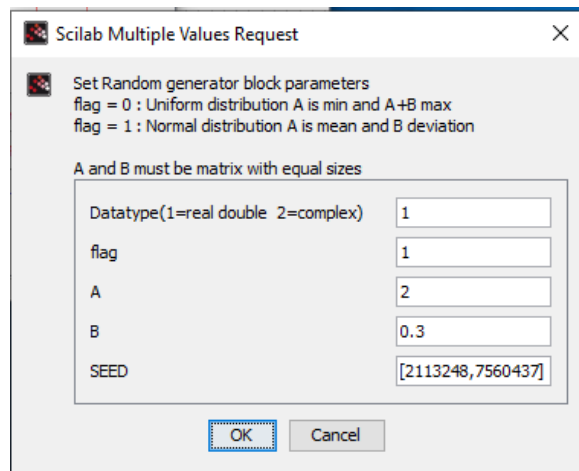 Scilab Multiple Values Request
Set Random generator block parameters
flag = 0 : Uniform distribution A is min and A+B max
flag = 1 : Normal distribution A is mean and B deviation
A and B must be matrix with equal sizes
Datatype(1=real double  2=complex) 1
flag 1
A 2
B 0.3
SEED [2113248,7560437]
OK Cancel